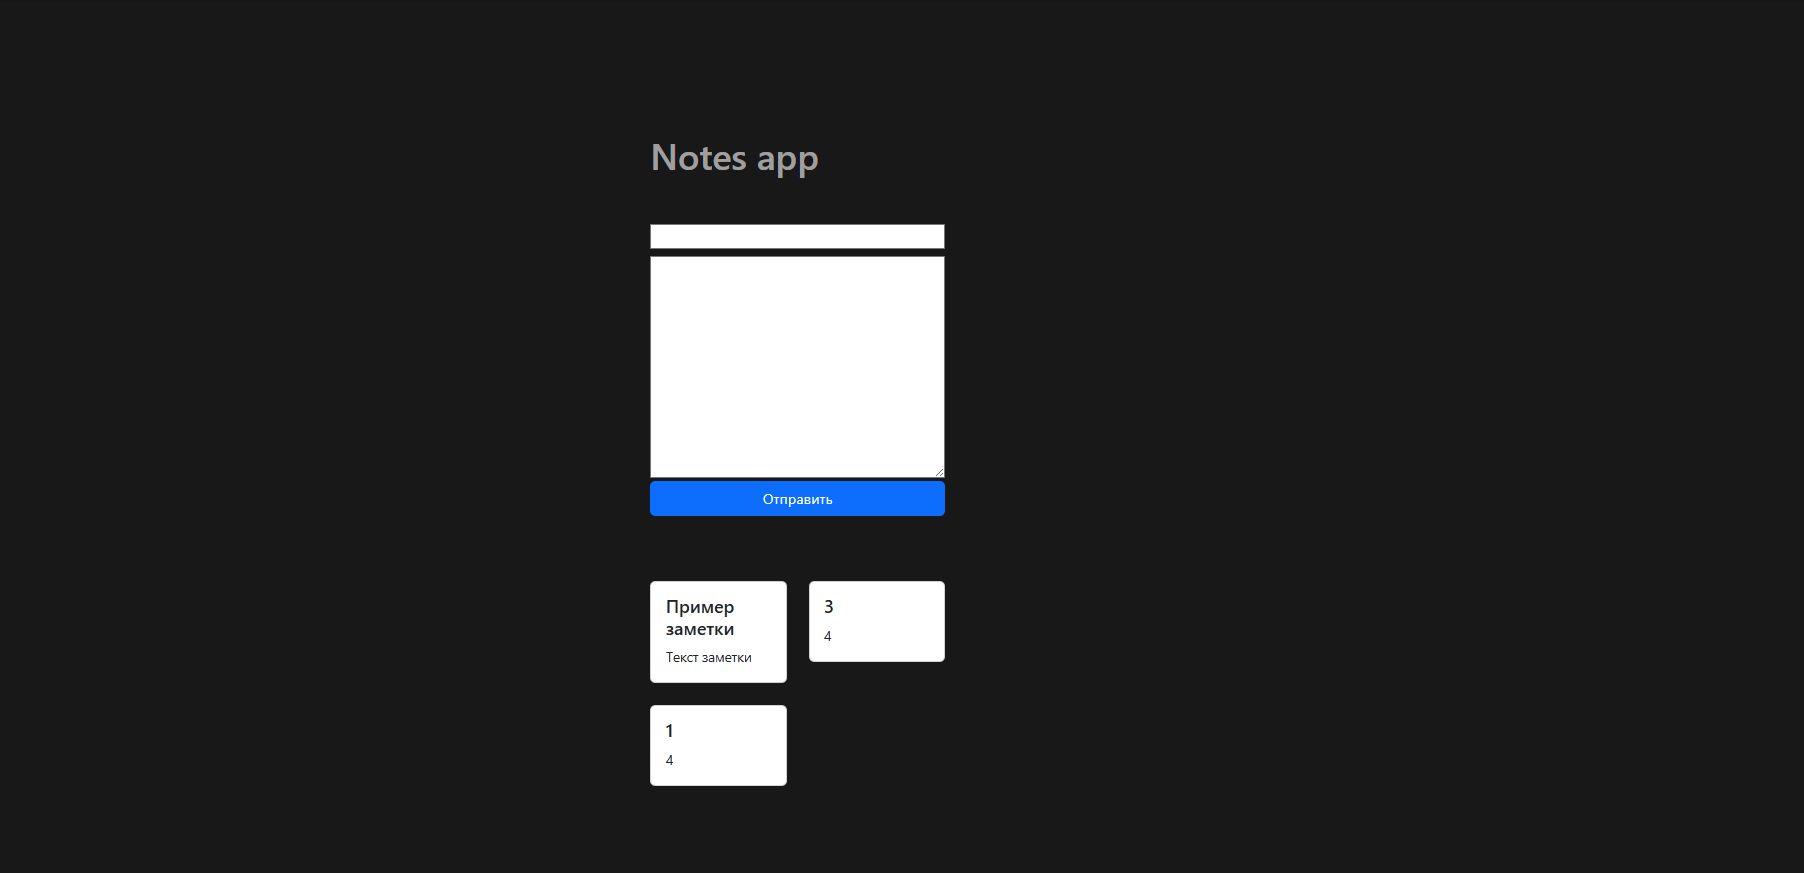 Notes app
Отправить
Пример
заметки
Текст заметки
3
4
1
4